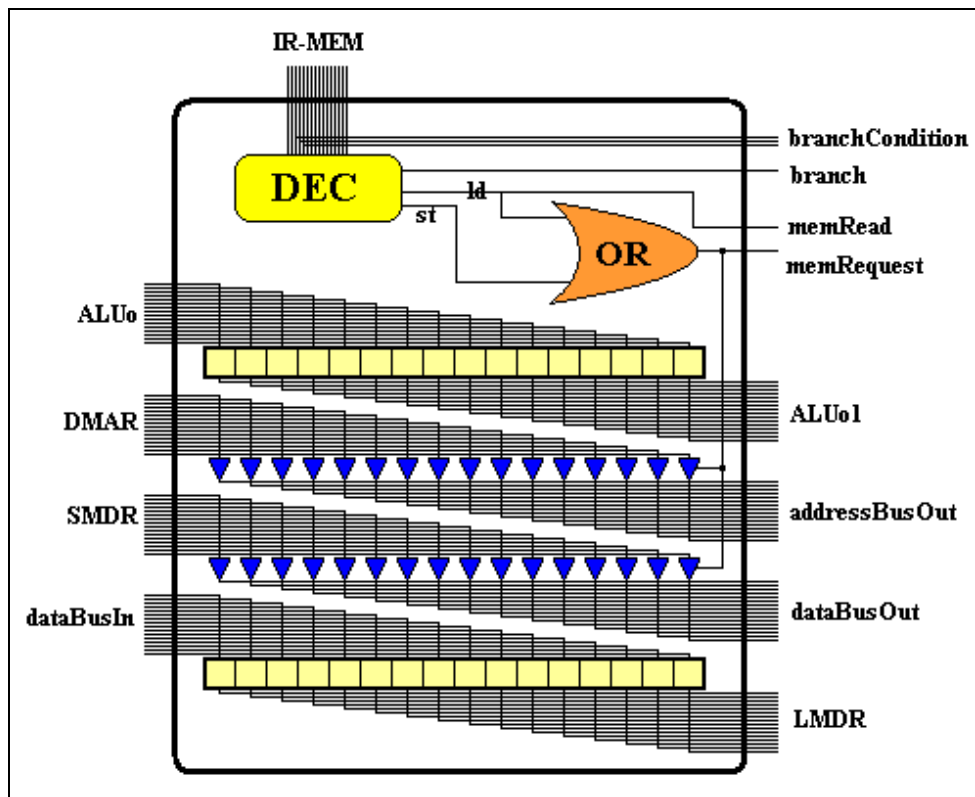 IR-MEM
branchCondition
DEC
branch
ld
st
memRead
OR
memRequest
ALUo
ALUo1
DMAR
addressBusOut
SMDR
dataBusOut
dataBusIn
LMDR